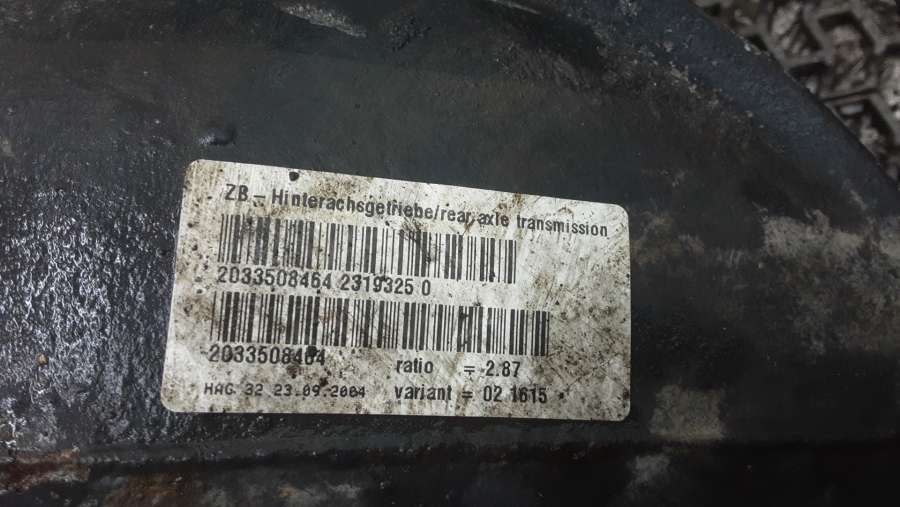 ZB - Hinterachsgetriebe/rear axle transmission
2033508464 2319325 0
2033508464 ratio = 2.87
HAG 32 23.09.2004 variant = 02 1615